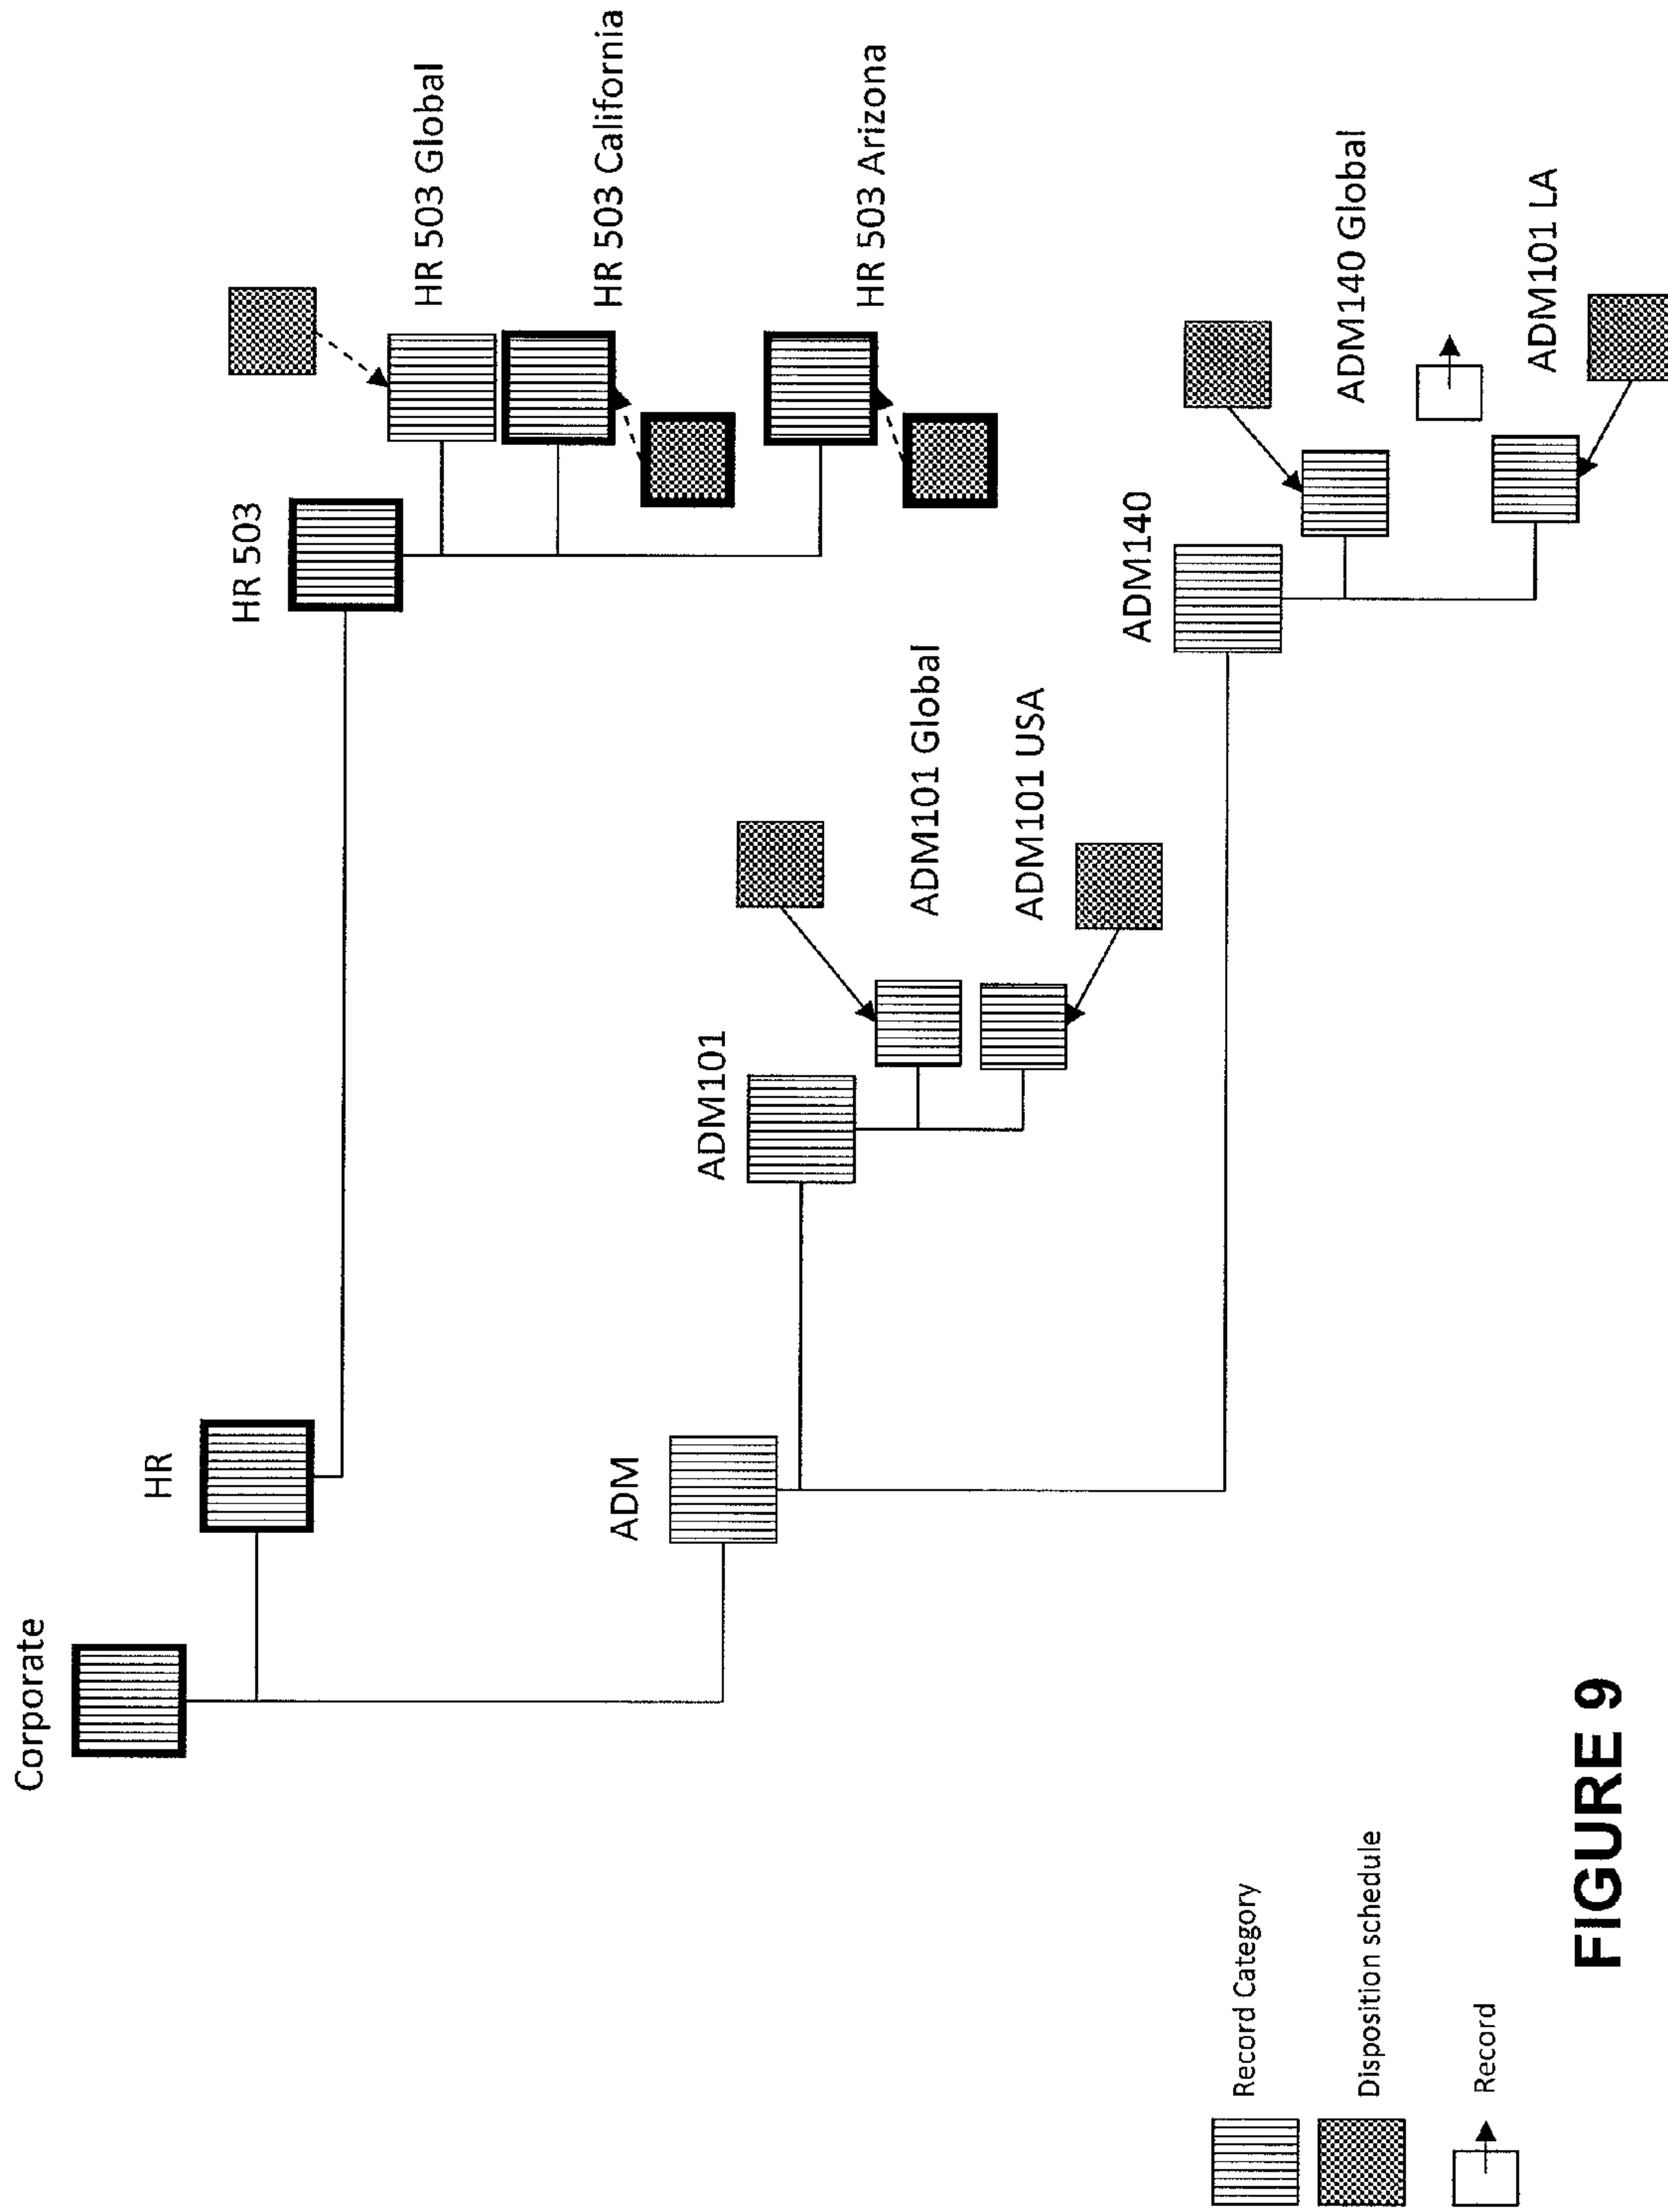 Corporate
HR
HR 503
HR 503 Global
HR 503 California
HR 503 Arizona
ADM
ADM101
ADM101 Global
ADM101 USA
ADM140
ADM140 Global
ADM101 LA
Record Category
Disposition schedule
Record
FIGURE 9